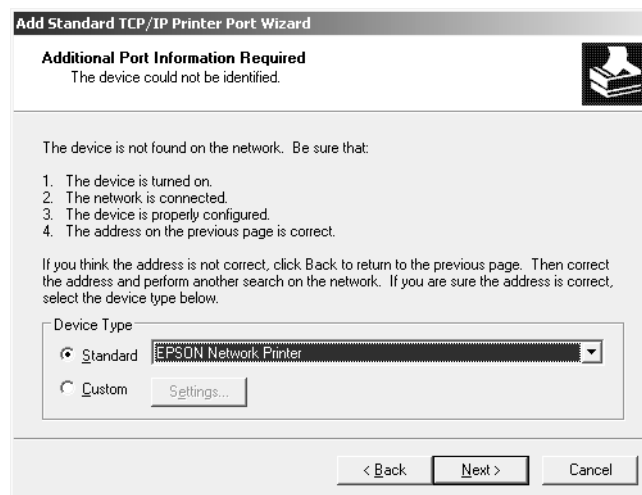 Add Standard TCP/IP Printer Port Wizard
Additional Port Information Required
The device could not be identified.
The device is not found on the network. Be sure that:
1. The device is turned on.
2. The network is connected.
3. The device is properly configured.
4. The address on the previous page is correct.
If you think the address is not correct, click Back to return to the previous page. Then correct
the address and perform another search on the network. If you are sure the address is correct,
select the device type below.
Device Type
Standard EPSON Network Printer
Custom Settings...
< Back Next > Cancel